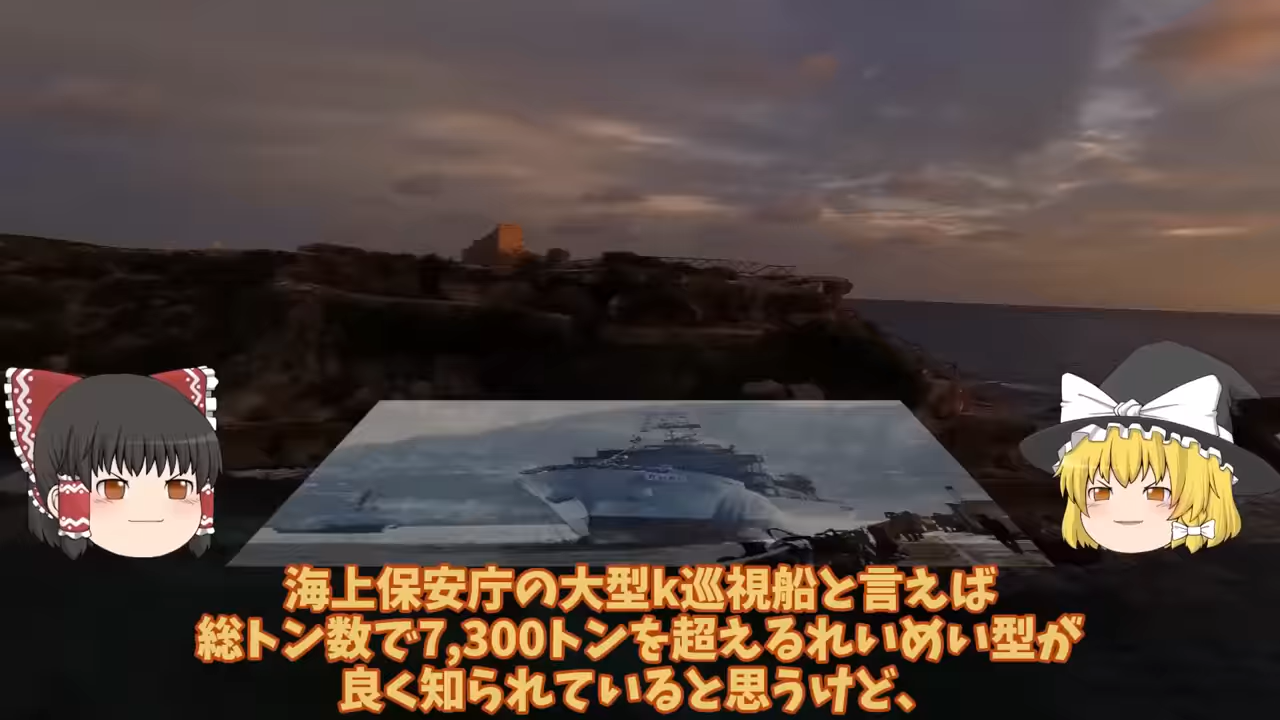 海上保安庁の大型k巡視船と言えば
総トン数で7,300トンを超えるれいめい型が
良く知られていると思うけど、